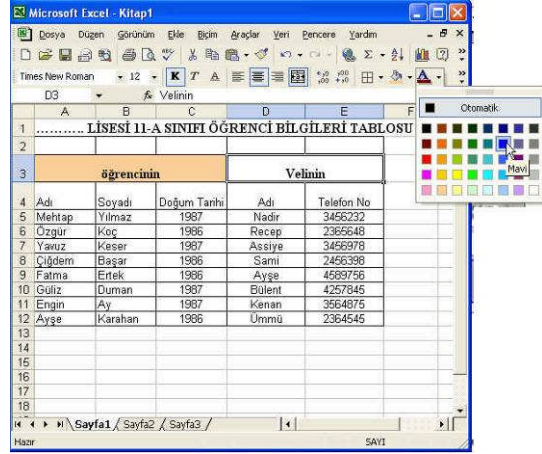 Microsoft Excel - Kitap1
Dosya Düzen Görünüm Ekle Biçim Araçlar Veri Pencere Yardım
Times New Roman 12 K T A
D3 fx Velinin
A B C D E F
1 ........... LİSESİ 11-A SINIFI ÖĞRENCİ BİLGİLERİ TABLOSU
2
3 öğrencinin Velinin
4 Adı Soyadı Doğum Tarihi Adı Telefon No
5 Mehtap Yılmaz 1987 Nadir 3456232
6 Özgür Koç 1986 Recep 2365648
7 Yavuz Keser 1987 Assiye 3456978
8 Çiğdem Başar 1986 Sami 2456398
9 Fatma Ertek 1986 Ayşe 4589756
10 Güliz Duman 1987 Bülent 4257845
11 Engin Ay 1987 Kenan 3564875
12 Ayşe Karahan 1986 Ümmü 2364545
13
14
15
16
17
18
Sayfa1 / Sayfa2 / Sayfa3 /
Hazır SAYI
Otomatik
Mavi